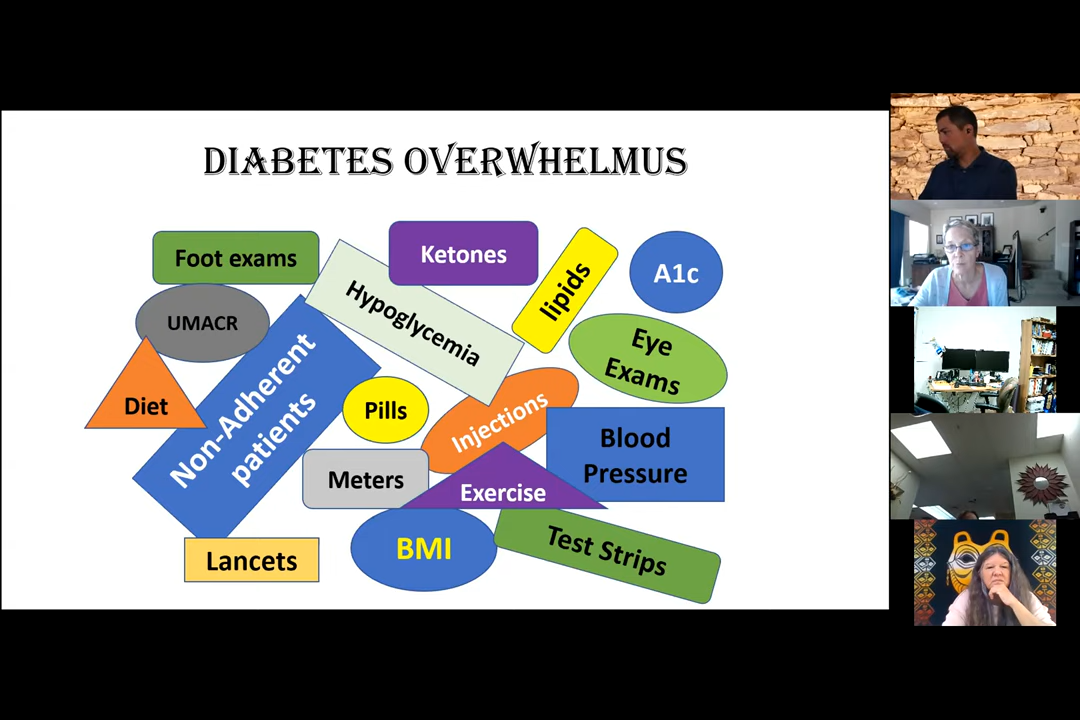 DIABETES OVERWHELMUS
Foot exams
Ketones
lipids
A1c
UMACR
Hypoglycemia
Eye
Exams
Diet
Non-Adherent
patients
Pills
Injections
Blood
Pressure
Meters
Exercise
Lancets
BMI
Test Strips